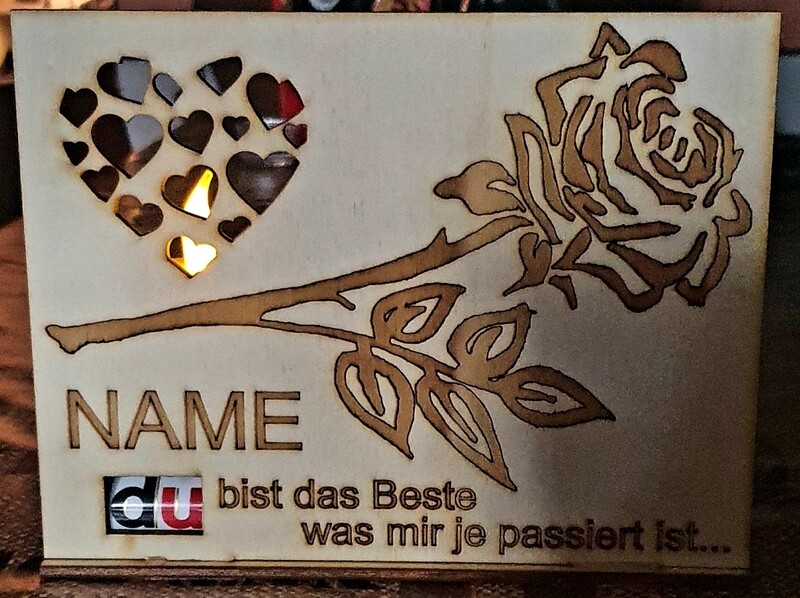 NAME
du bist das Beste
was mir je passiert ist...